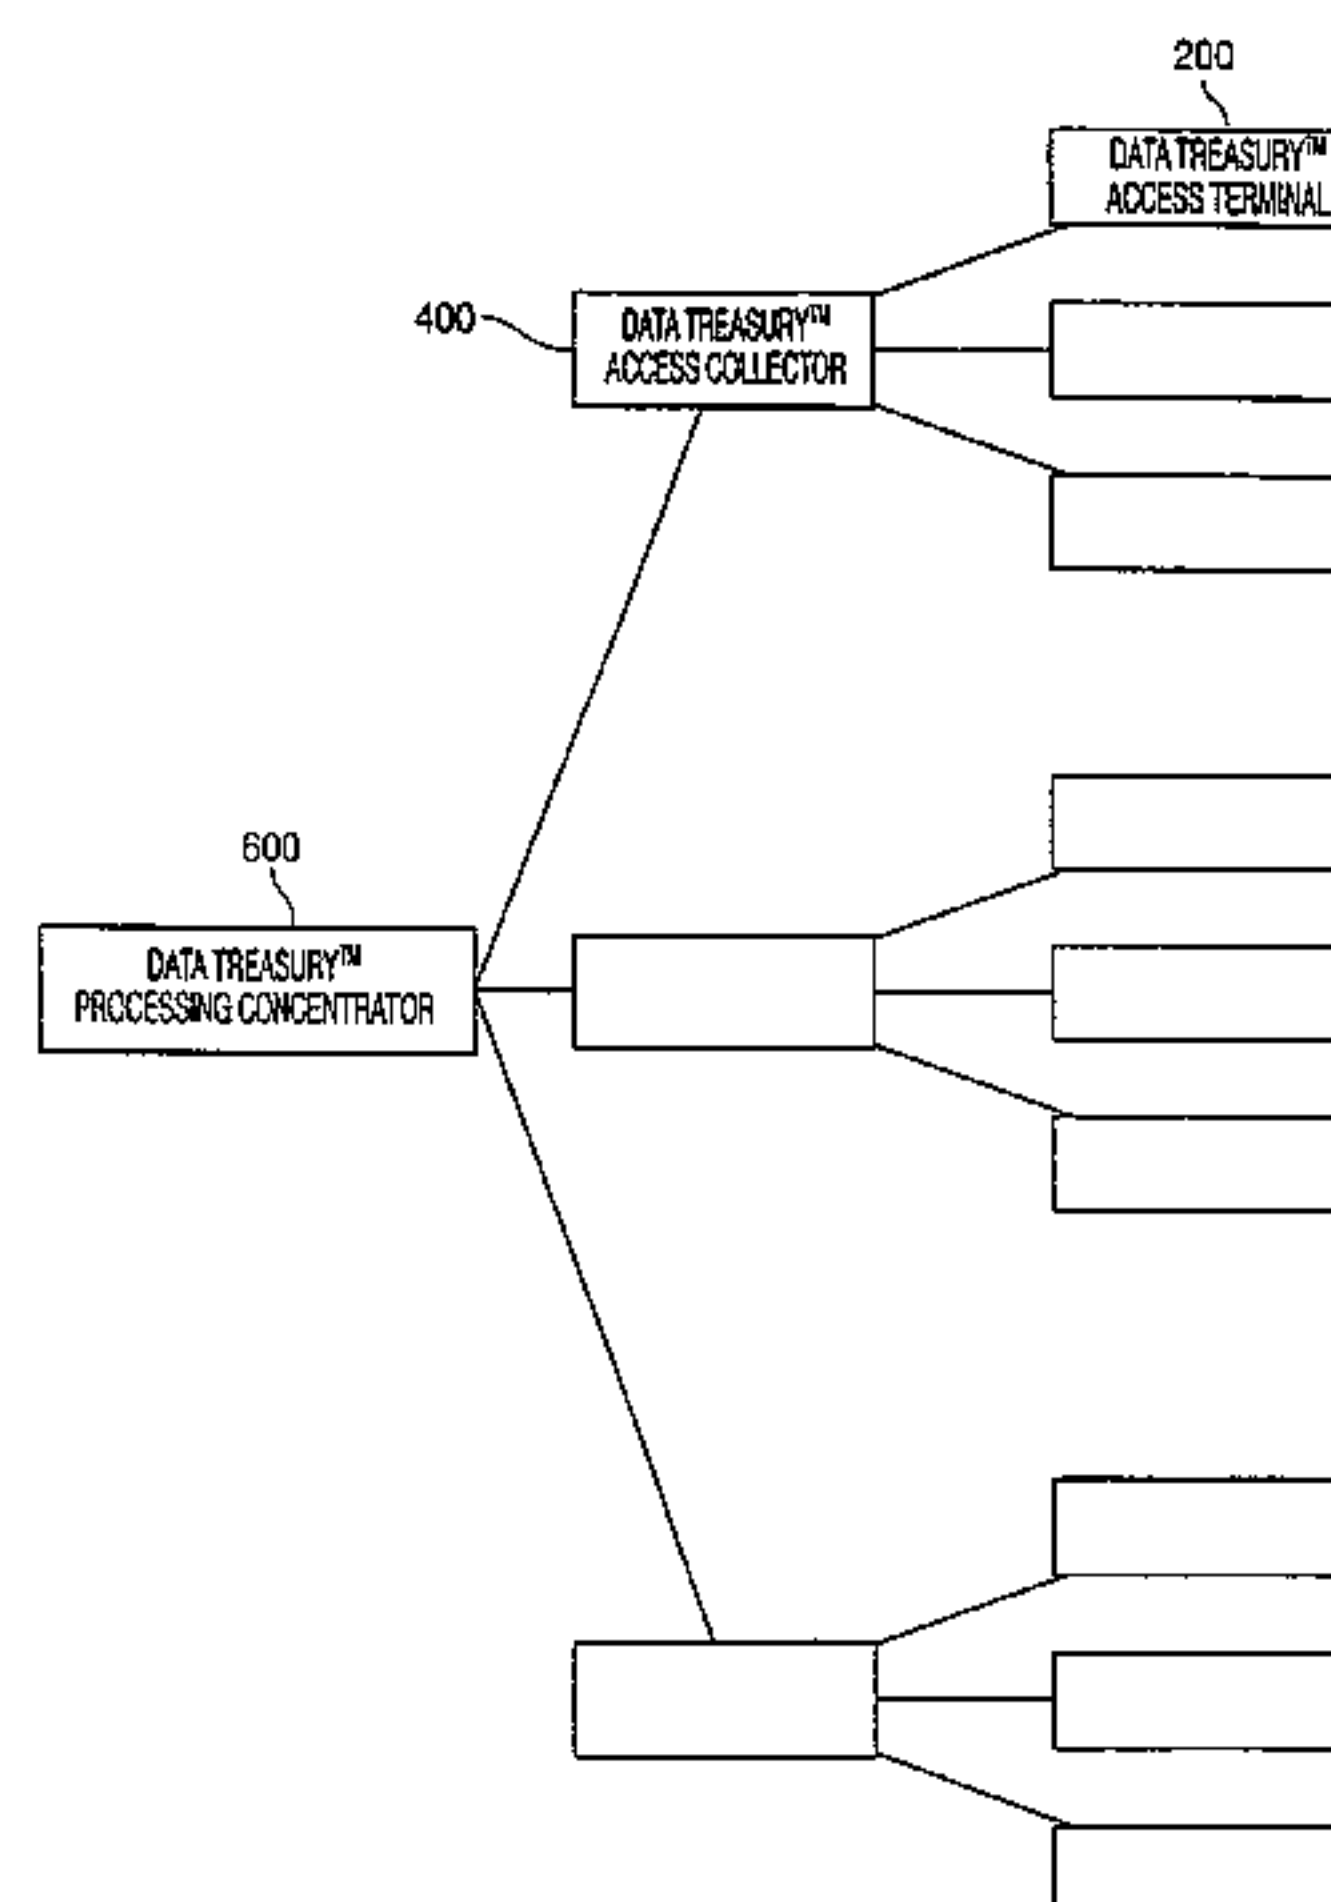 200
DATA TREASURY™
ACCESS TERMINAL
400
DATA TREASURY™
ACCESS COLLECTOR
600
DATA TREASURY™
PROCESSING CONCENTRATOR